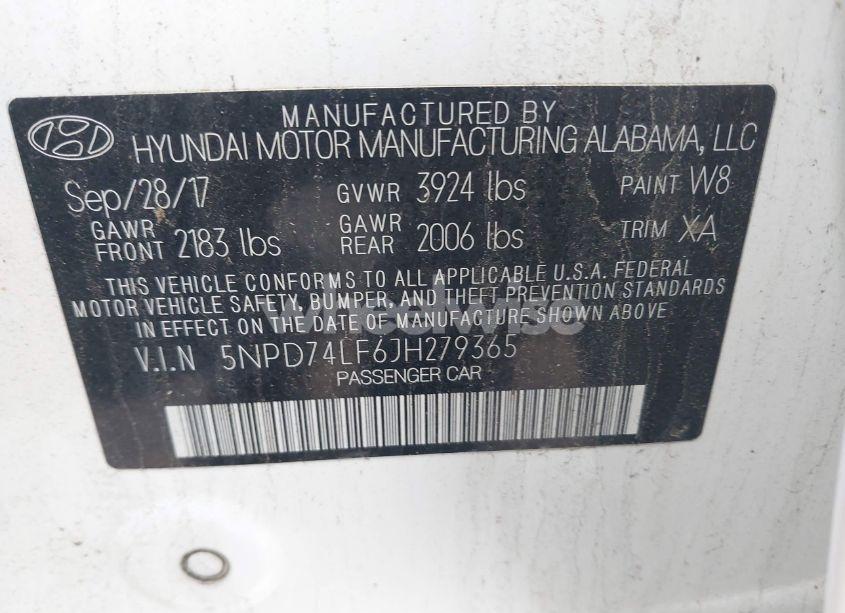 MANUFACTURED BY
HYUNDAI MOTOR MANUFACTURING ALABAMA, LLC
Sep/28/17 GVWR 3924 lbs PAINT W8
GAWR FRONT 2183 lbs GAWR REAR 2006 lbs TRIM XA
THIS VEHICLE CONFORMS TO ALL APPLICABLE U.S.A. FEDERAL
MOTOR VEHICLE SAFETY, BUMPER, AND THEFT PREVENTION STANDARDS
IN EFFECT ON THE DATE OF MANUFACTURE SHOWN ABOVE
V.I.N 5NPD74LF6JH279365
PASSENGER CAR
wheelwise